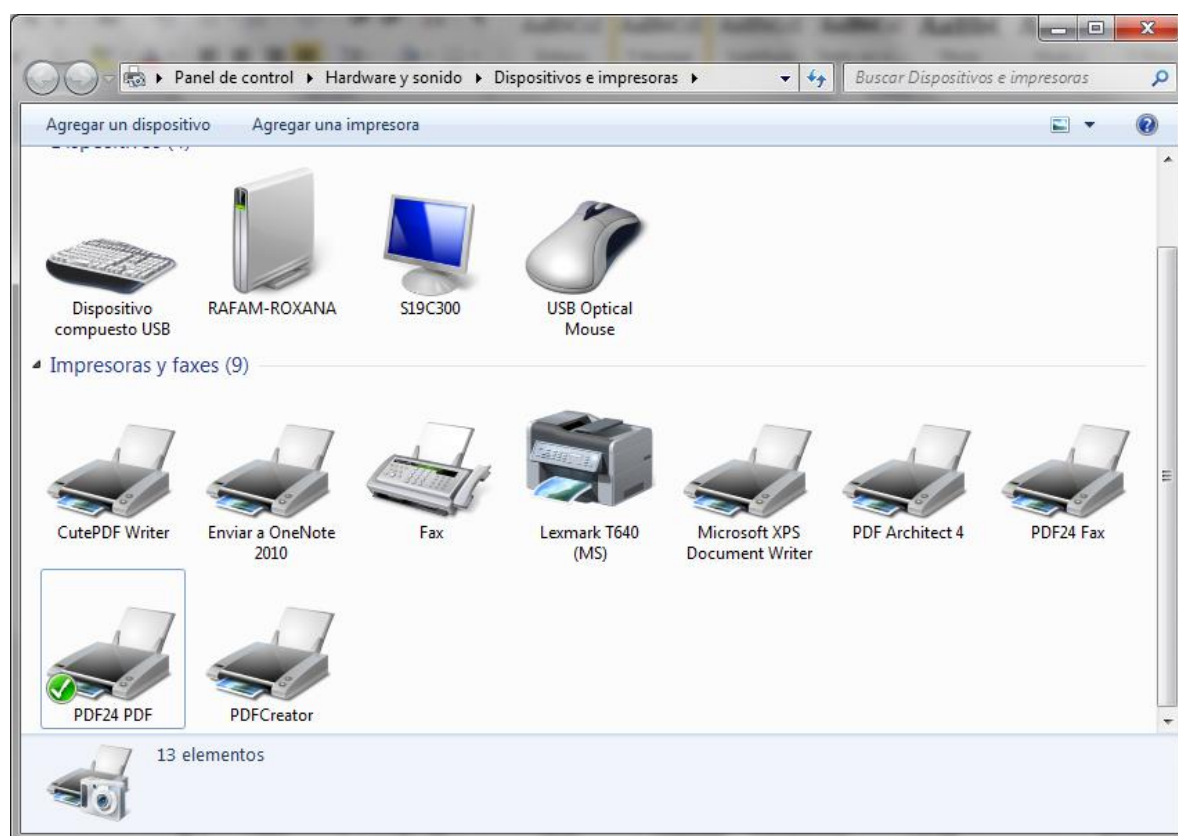 Panel de control Hardware y sonido Dispositivos e impresoras
Buscar Dispositivos e impresoras
Agregar un dispositivo Agregar una impresora
Dispositivo
compuesto USB
RAFAM-ROXANA
S19C300
USB Optical
Mouse
Impresoras y faxes (9)
CutePDF Writer
Enviar a OneNote
2010
Fax
Lexmark T640
(MS)
Microsoft XPS
Document Writer
PDF Architect 4
PDF24 Fax
PDF24 PDF
PDFCreator
13 elementos